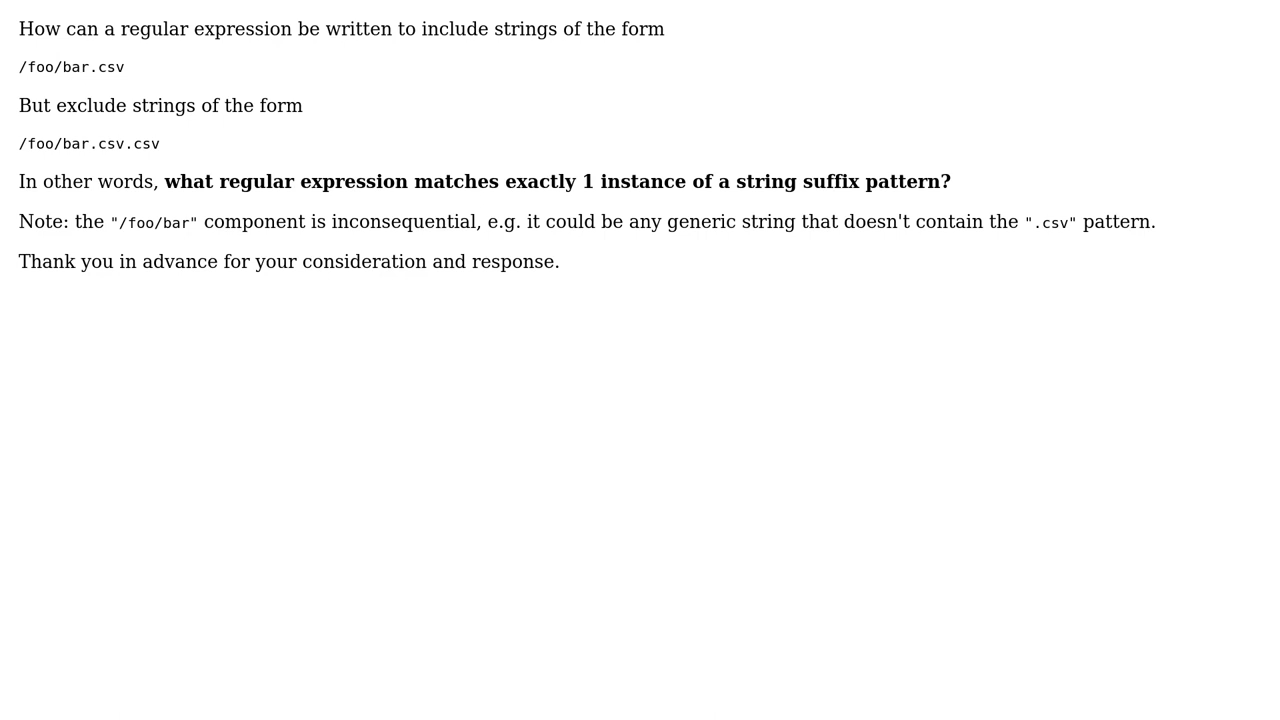 How can a regular expression be written to include strings of the form
/foo/bar.csv
But exclude strings of the form
/foo/bar.csv.csv
In other words, what regular expression matches exactly 1 instance of a string suffix pattern?
Note: the "/foo/bar" component is inconsequential, e.g. it could be any generic string that doesn't contain the ".csv" pattern.
Thank you in advance for your consideration and response.